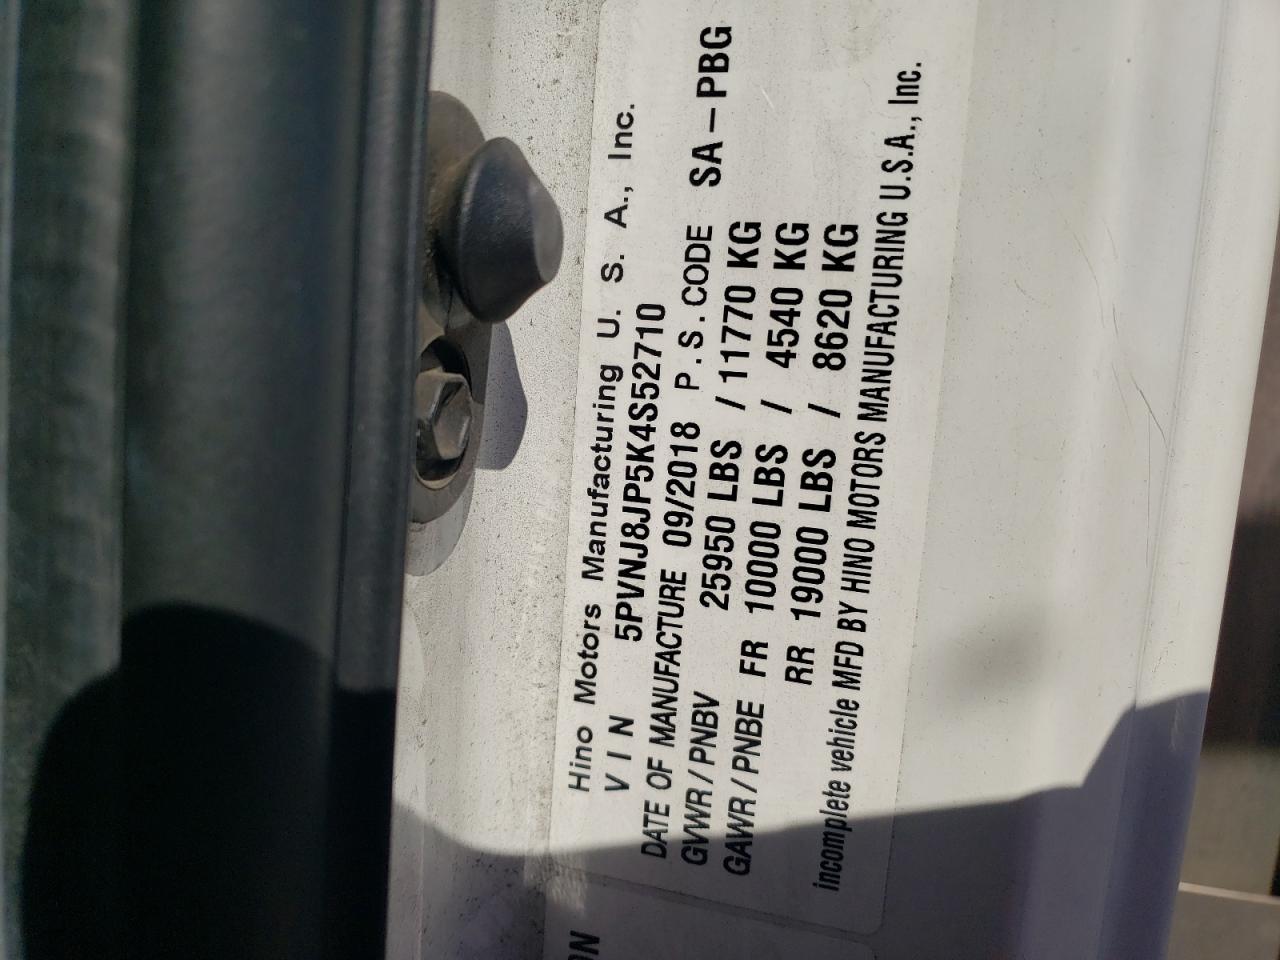 Hino Motors Manufacturing U. S. A., Inc.
VIN 5PVNJ8JP5K4S52710
DATE OF MANUFACTURE 09/2018 P.S.CODE SA-PBG
GVWR/PNBV 25950 LBS /11770 KG
GAWR/PNBE FR 10000 LBS / 4540 KG
RR 19000 LBS / 8620 KG
incomplete vehicle MFD BY HINO MOTORS MANUFACTURING U.S.A., Inc.